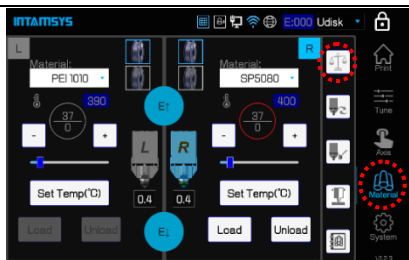 INTAMSYS E:000 Udisk
L R
Material: Material: Print
PEI 1010 SP5080
390 400
37 37
0 0
Tune
E↑
- + - +
L R
Axis
Set Temp(℃) 0.4 0.4 Set Temp(℃)
Material
Load Unload E↓ Load Unload
System